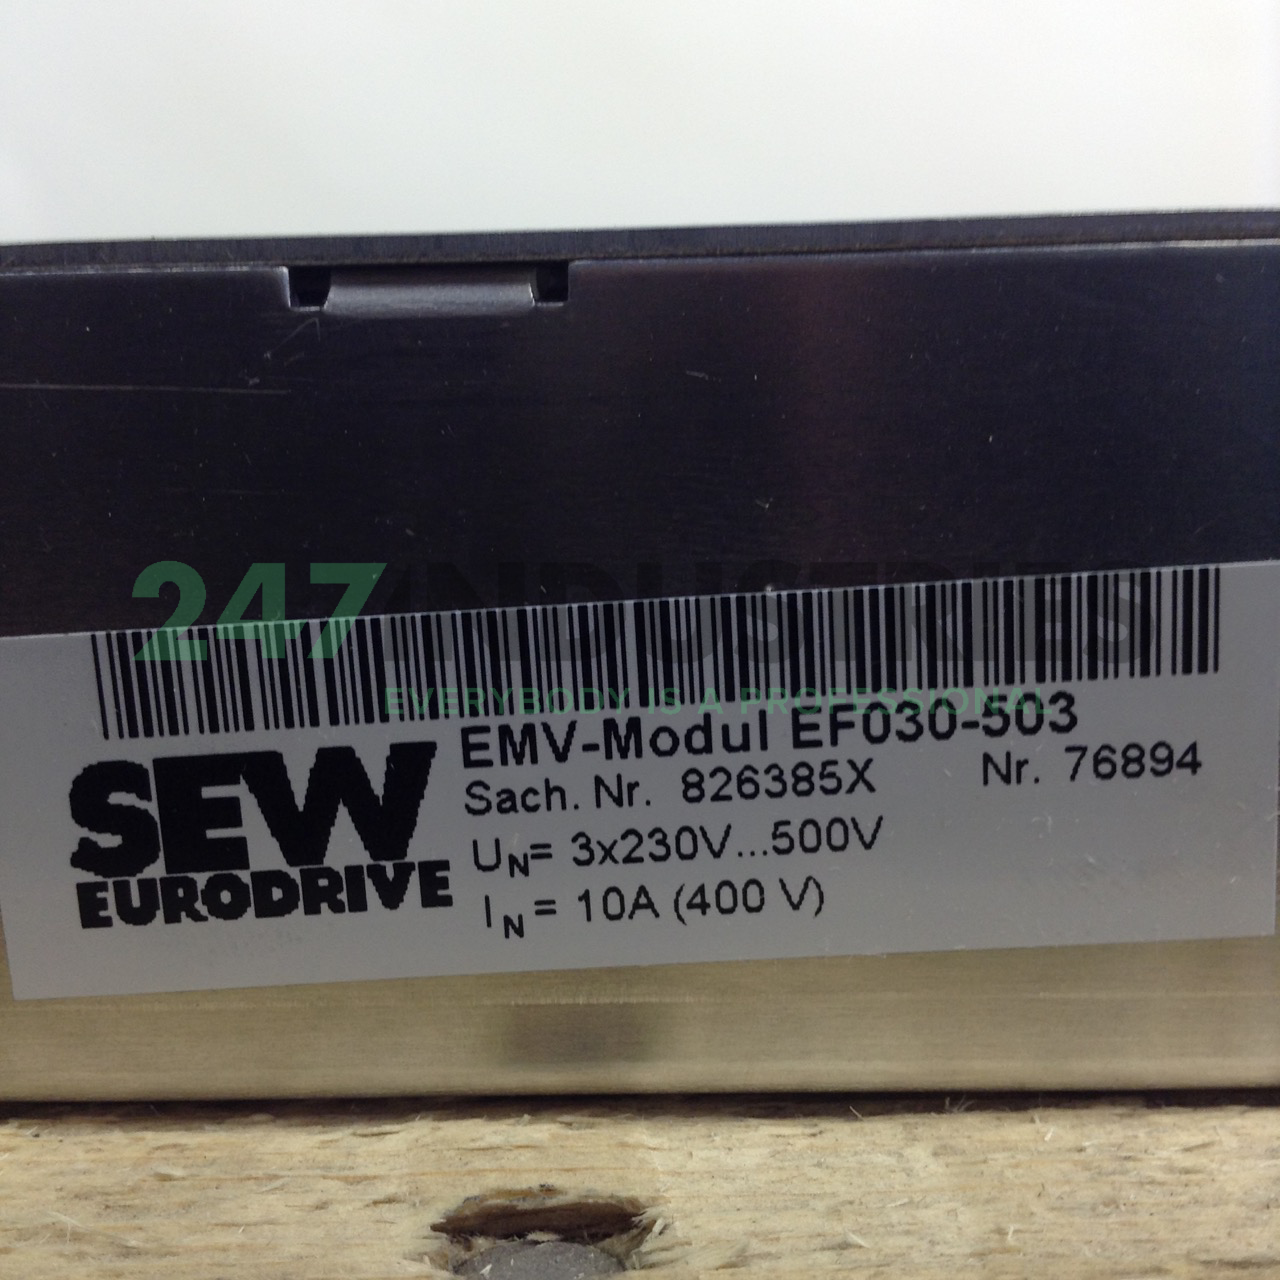 247INDUSTRIES
EVERYBODY IS A PROFESSIONAL
EMV-Modul EF030-503
Sach. Nr. 826385X Nr. 76894
UN= 3x230V...500V
IN = 10A (400 V)
SEW
EURODRIVE